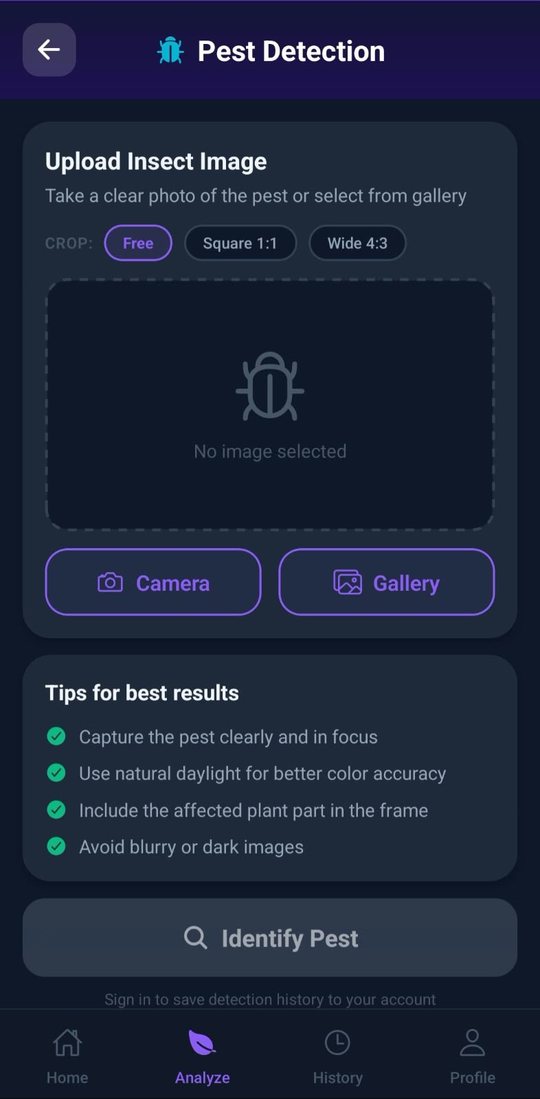 Pest Detection
Upload Insect Image
Take a clear photo of the pest or select from gallery
CROP: Free Square 1:1 Wide 4:3
No image selected
Camera Gallery
Tips for best results
Capture the pest clearly and in focus
Use natural daylight for better color accuracy
Include the affected plant part in the frame
Avoid blurry or dark images
Identify Pest
Sign in to save detection history to your account
Home Analyze History Profile